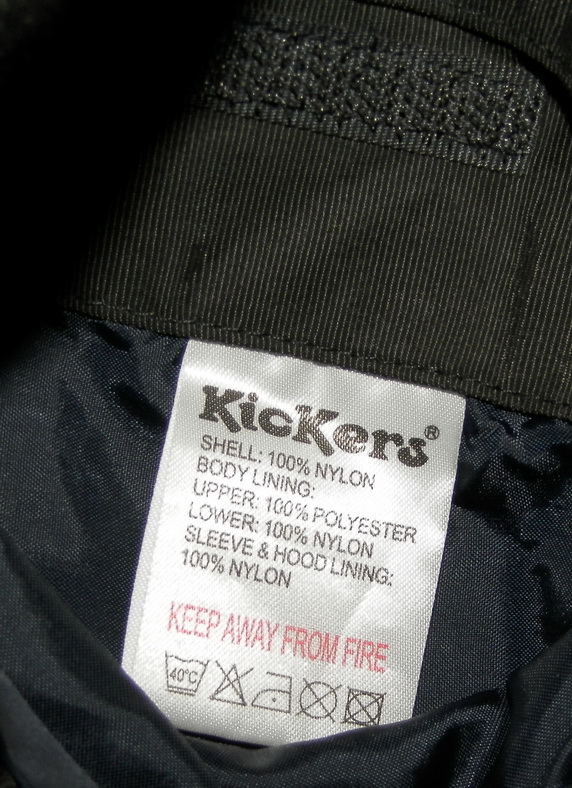 KicKers®
SHELL: 100% NYLON
BODY LINING:
UPPER: 100% POLYESTER
LOWER: 100% NYLON
SLEEVE & HOOD LINING:
100% NYLON
KEEP AWAY FROM FIRE
40°C